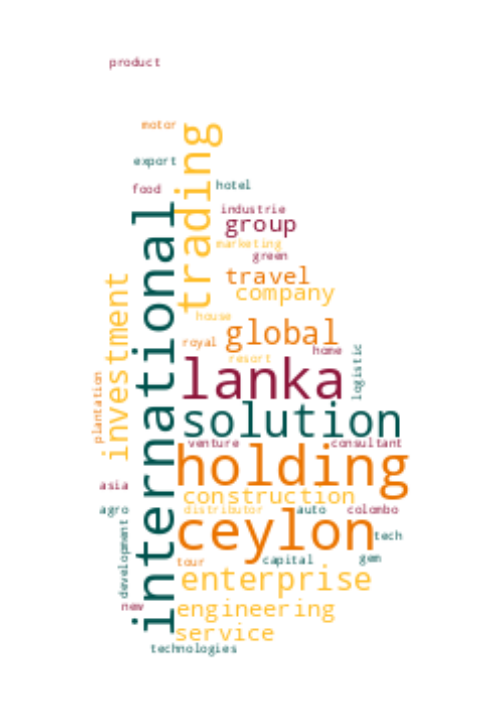 product
motor
trading
export
food
hotel
international
industrie
group
marketing
green
travel
investment
company
house
global
royal
home
logistic
resort
lanka
plantation
solution
venture
consultant
holding
asia
construction
agro
distributor
auto
colombo
ceylon
development
tech
tour
capital
gem
enterprise
new
engineering
service
technologies